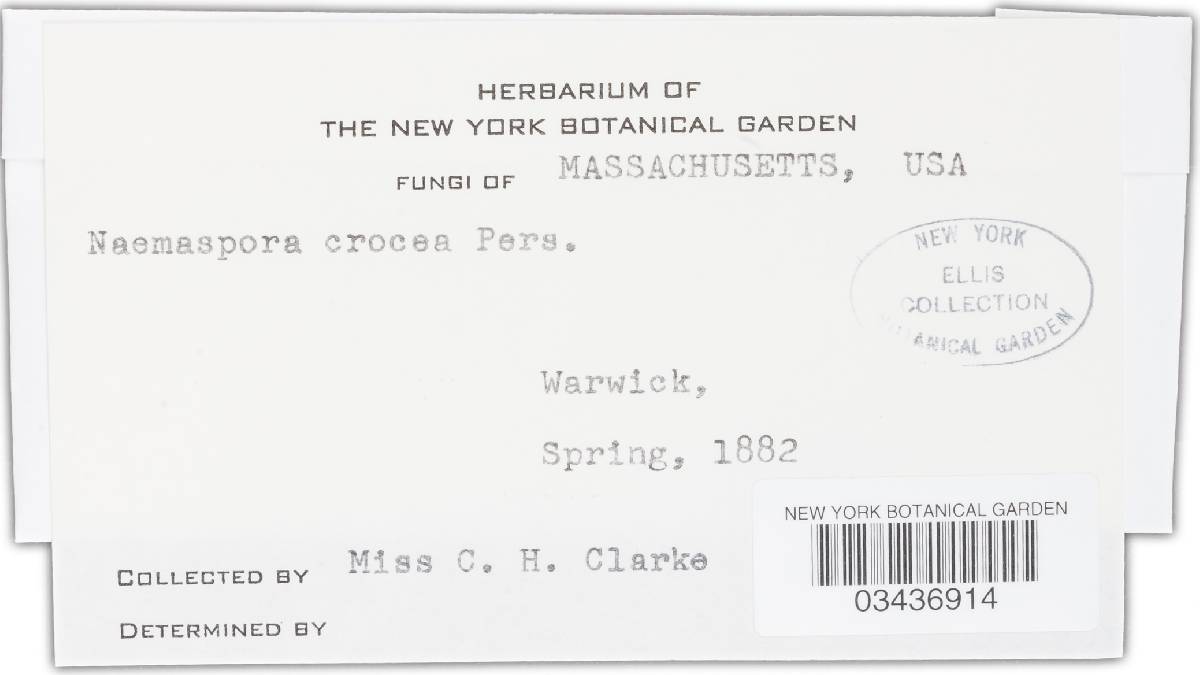 HERBARIUM OF
THE NEW YORK BOTANICAL GARDEN
FUNGI OF MASSACHUSETTS, USA
Naemaspora crocea Pers.
NEW YORK
ELLIS
COLLECTION
BOTANICAL GARDEN
Warwick,
Spring, 1882
NEW YORK BOTANICAL GARDEN
03436914
COLLECTED BY Miss C. H. Clarke
DETERMINED BY